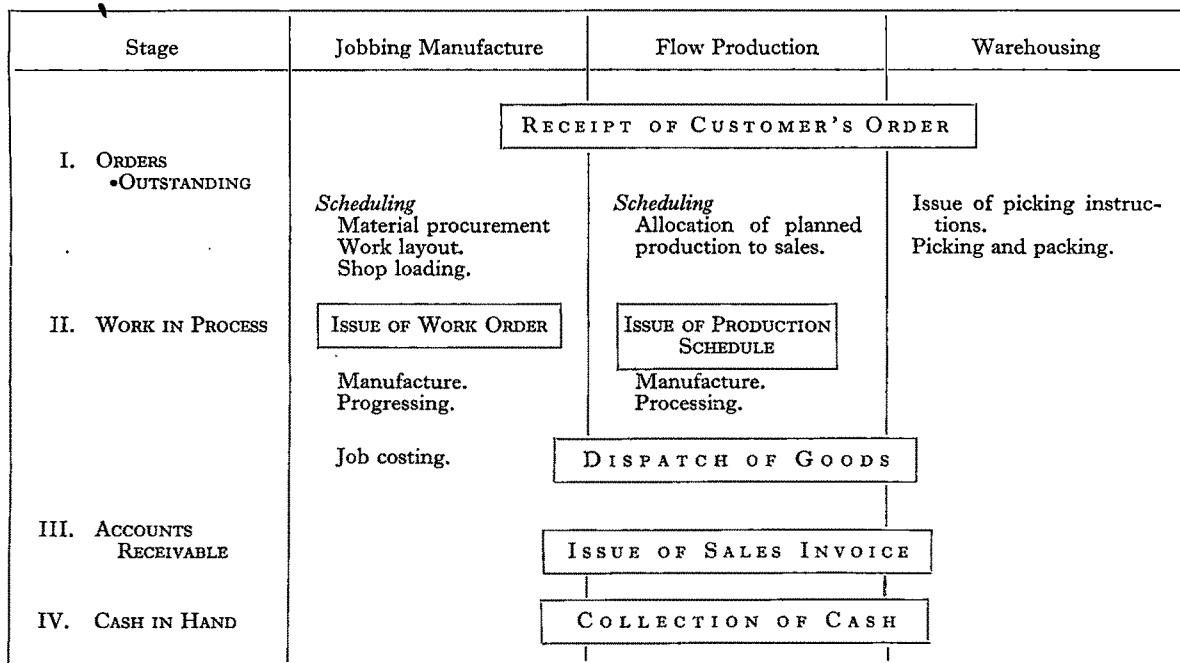 Stage Jobbing Manufacture Flow Production Warehousing
RECEIPT OF CUSTOMER'S ORDER
I. ORDERS
•OUTSTANDING
Scheduling
Material procurement
Work layout.
Shop loading.
Scheduling
Allocation of planned
production to sales.
Issue of picking instruc-
tions.
Picking and packing.
II. WORK IN PROCESS
ISSUE OF WORK ORDER
ISSUE OF PRODUCTION
SCHEDULE
Manufacture.
Progressing.
Manufacture.
Processing.
Job costing.
DISPATCH OF GOODS
III. ACCOUNTS
RECEIVABLE
ISSUE OF SALES INVOICE
IV. CASH IN HAND
COLLECTION OF CASH